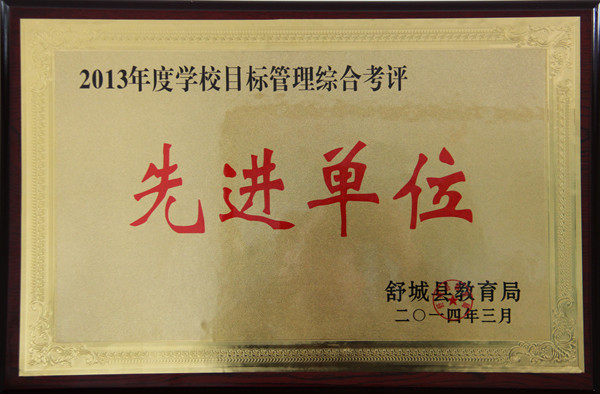 2013年度学校目标管理综合考评
先进单位
舒城县教育局
二〇一四年三月